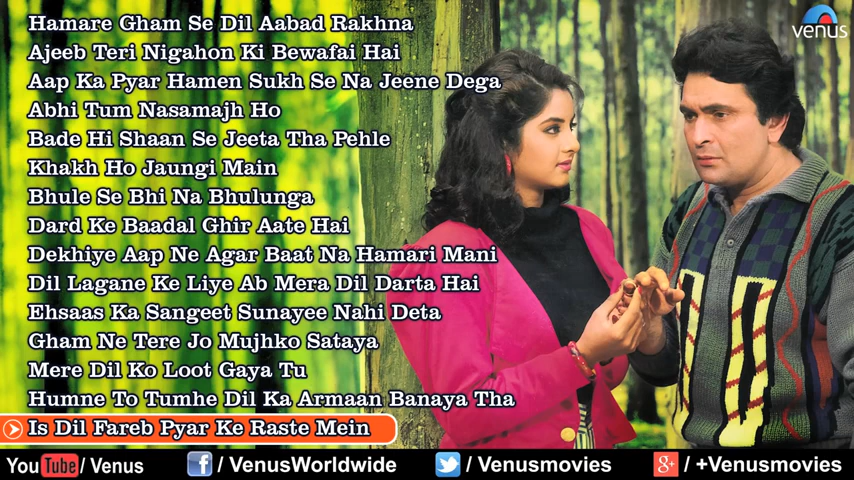 Hamare Gham Se Dil Aabad Rakhna
Ajeeb Teri Nigahon Ki Bewafai Hai
Aap Ka Pyar Hamen Sukh Se Na Jeene Dega
Abhi Tum Nasamajh Ho
Bade Hi Shaan Se Jeeta Tha Pehle
Khakh Ho Jaungi Main
Bhule Se Bhi Na Bhulunga
Dard Ke Baadal Ghir Aate Hai
Dekhiye Aap Ne Agar Baat Na Hamari Mani
Dil Lagane Ke Liye Ab Mera Dil Darta Hai
Ehsaas Ka Sangeet Sunayee Nahi Deta
Gham Ne Tere Jo Mujhko Sataya
Mere Dil Ko Loot Gaya Tu
Humne To Tumhe Dil Ka Armaan Banaya Tha
Is Dil Fareb Pyar Ke Raste Mein
venus
YouTube/ Venus f/ VenusWorldwide / Venusmovies g+/ +Venusmovies